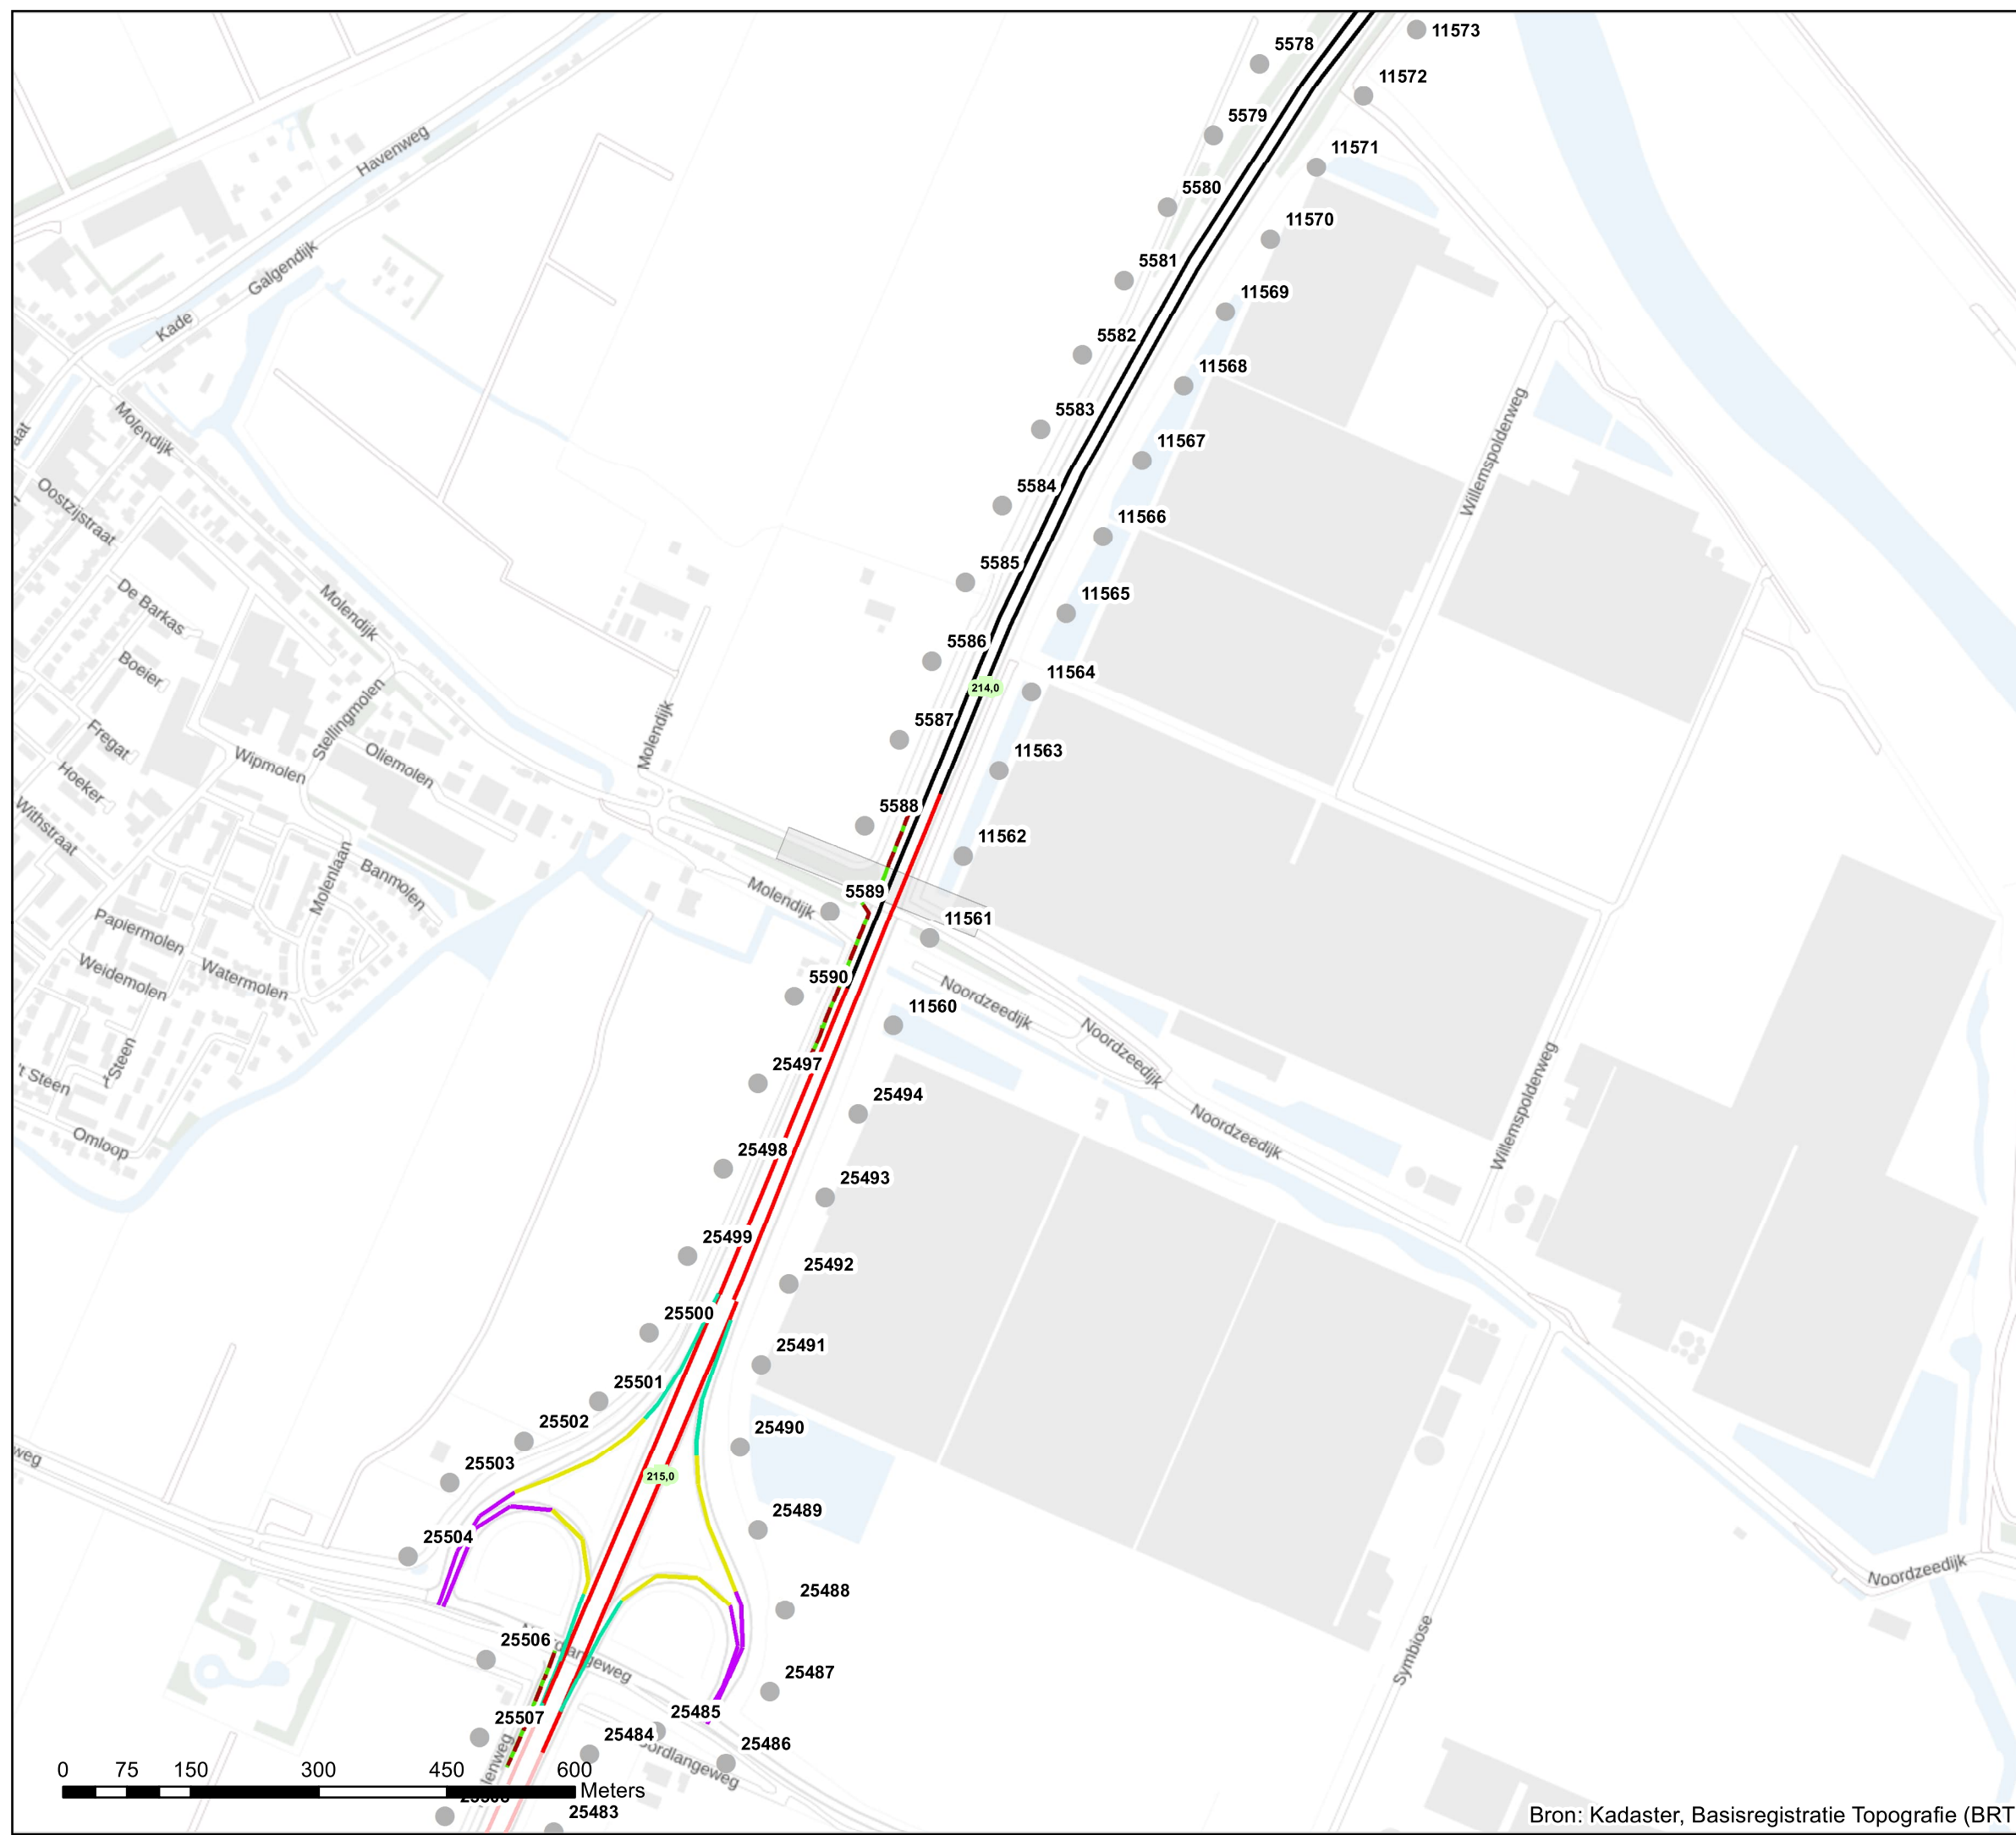 11573
5578
11572
5579
Havenweg
11571
5580
11570
Galgendijk
5581
11569
Kade
5582
11568
Molendijk
5583
Willemspolderweg
11567
aat
5584
Oostzijstraat
11566
5585
De Barkas
Molendijk
11565
5586
Boeier
11564
214,0
Stellingmolen
5587
Molendijk
Fregat
11563
Wipmolen
Oliemolen
Hoeker
5588
Withstraat
11562
Molenlaan
Banmolen
5589
Molendijk
11561
Papiermolen
5590
Weidemolen
Watermolen
11560
Noordzeedijk
Noordzeedijk
25497
't Steen
't Steen
25494
Willemspolderweg
Noordzeedijk
Omloop
25498
25493
25499
25492
25500
25491
25501
25502
25490
weg
25503
215,0
25489
25504
Noordzeedijk
25488
25506
angeweg
Symbiose
25487
25485
25507
25484
25486
ordlangeweg
lenweg
0 75 150 300 450 600
Meters
25483
Bron: Kadaster, Basisregistratie Topografie (BRT